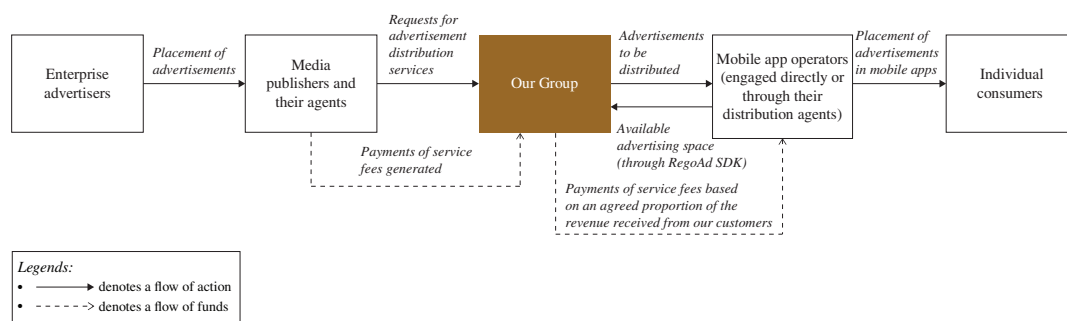 Enterprise
advertisers
Placement of
advertisements
Media
publishers and
their agents
Requests for
advertisement
distribution
services
Our Group
Advertisements
to be
distributed
Available
advertising space
(through RegoAd SDK)
Mobile app operators
(engaged directly or
through their
distribution agents)
Placement of
advertisements
in mobile apps
Individual
consumers
Payments of service
fees generated
Payments of service fees based
on an agreed proportion of the
revenue received from our customers
Legends:
• denotes a flow of action
• denotes a flow of funds